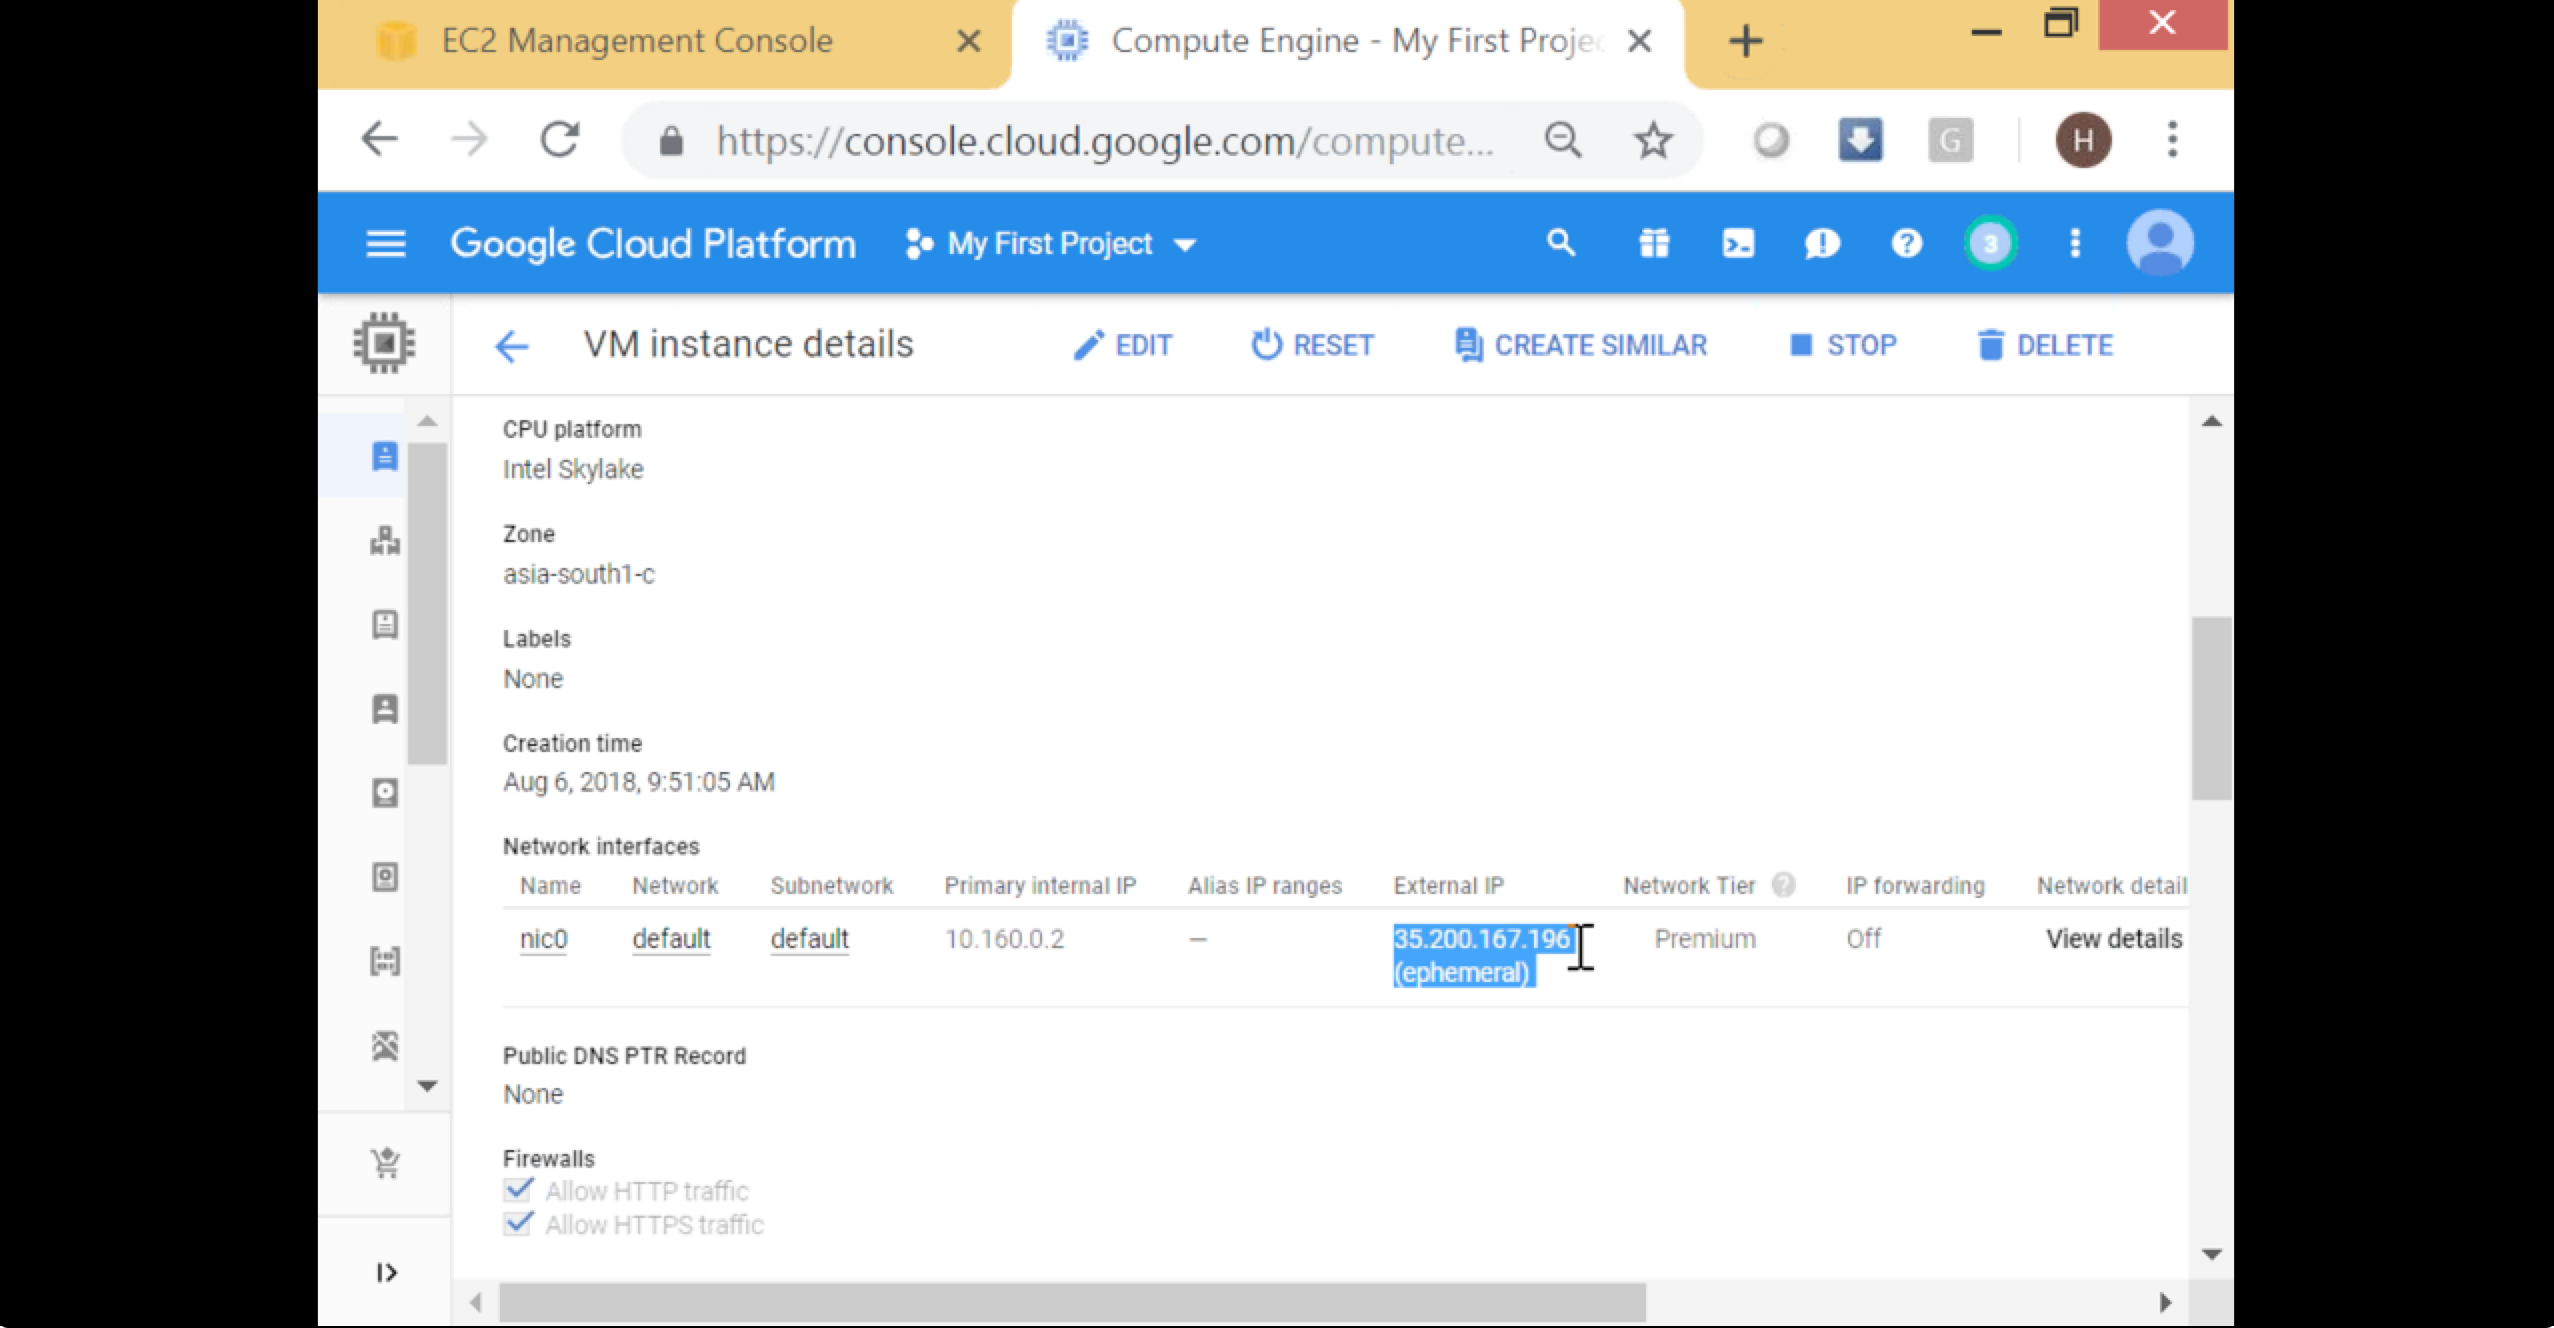 EC2 Management Console
Compute Engine - My First Projec
https://console.cloud.google.com/compute...
G
H
Google Cloud Platform
My First Project
3
VM instance details
EDIT
RESET
CREATE SIMILAR
STOP
DELETE
CPU platform
Intel Skylake
Zone
asia-south1-c
Labels
None
Creation time
Aug 6, 2018, 9:51:05 AM
Network interfaces
Name Network Subnetwork Primary internal IP Alias IP ranges External IP Network Tier ? IP forwarding Network detail
nic0 default default 10.160.0.2 — 35.200.167.196 Premium Off View details
(ephemeral)
Public DNS PTR Record
None
Firewalls
Allow HTTP traffic
Allow HTTPS traffic